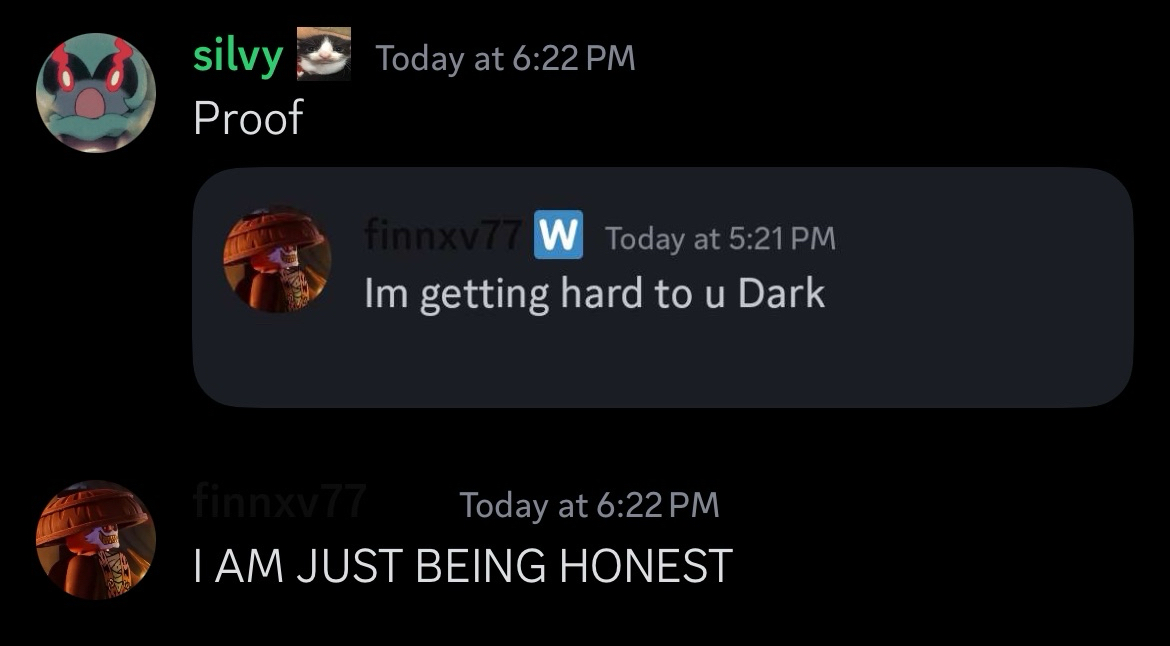 silvy Today at 6:22 PM
Proof
finnxv77 W Today at 5:21 PM
Im getting hard to u Dark
finnxv77 Today at 6:22 PM
I AM JUST BEING HONEST